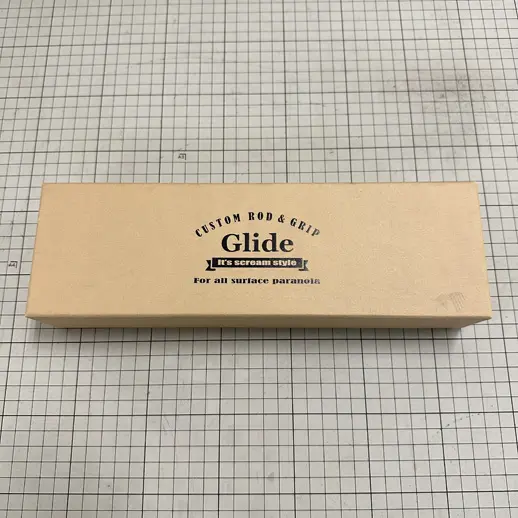 CUSTOM ROD & GRIP
Glide
It's scream style
For all surface paranoia